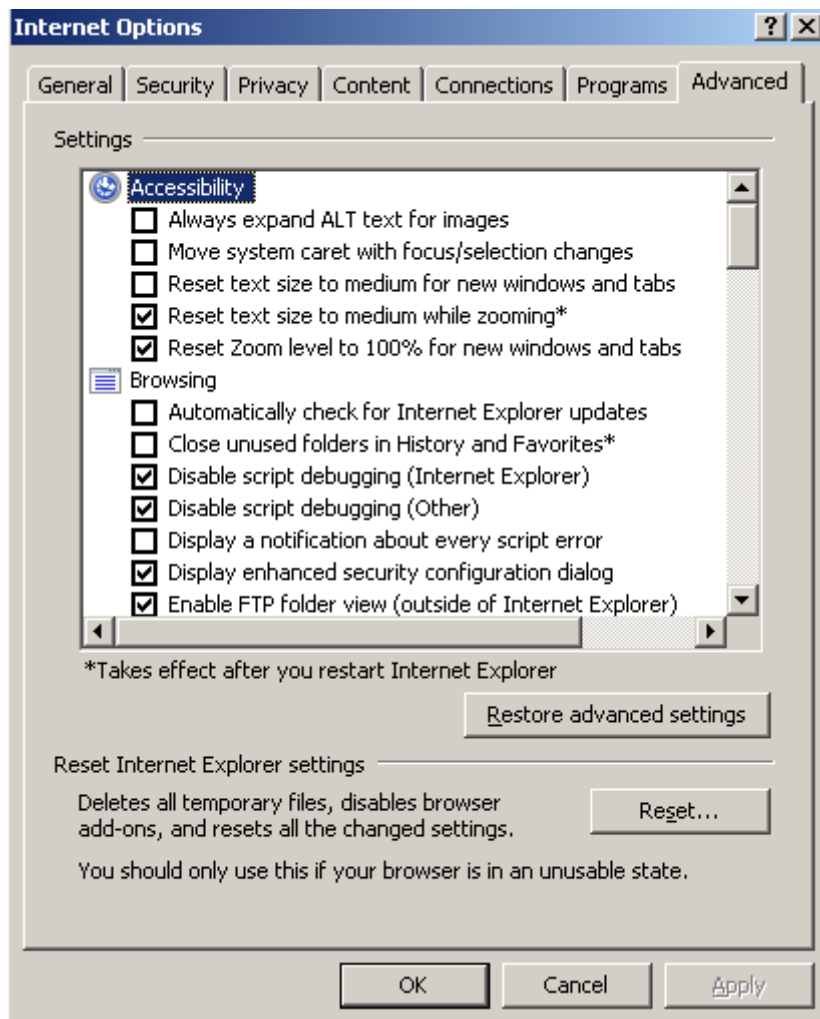 Internet Options
General Security Privacy Content Connections Programs Advanced
Settings
Accessibility
Always expand ALT text for images
Move system caret with focus/selection changes
Reset text size to medium for new windows and tabs
Reset text size to medium while zooming*
Reset Zoom level to 100% for new windows and tabs
Browsing
Automatically check for Internet Explorer updates
Close unused folders in History and Favorites*
Disable script debugging (Internet Explorer)
Disable script debugging (Other)
Display a notification about every script error
Display enhanced security configuration dialog
Enable FTP folder view (outside of Internet Explorer)
*Takes effect after you restart Internet Explorer
Restore advanced settings
Reset Internet Explorer settings
Deletes all temporary files, disables browser
add-ons, and resets all the changed settings.
Reset...
You should only use this if your browser is in an unusable state.
OK Cancel Apply